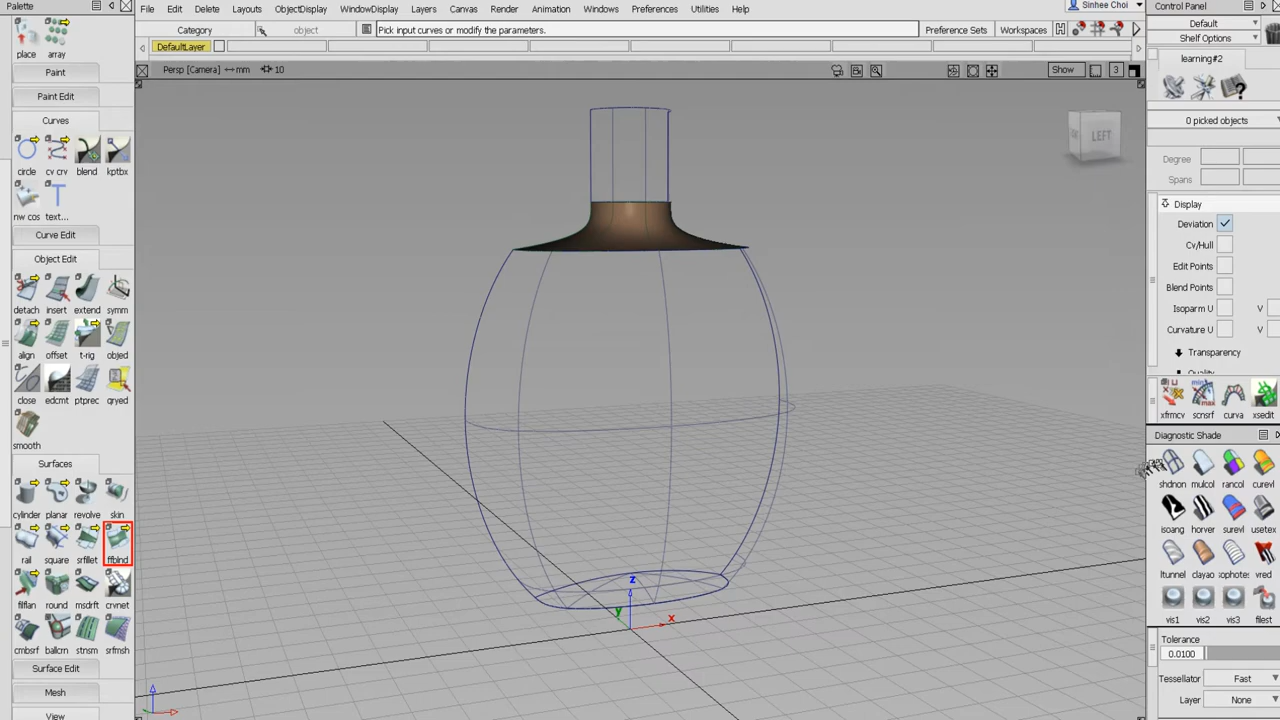 Palette
File Edit Delete Layouts ObjectDisplay WindowDisplay Layers Canvas Render Animation Windows Preferences Utilities Help
Sinhee Choi
Control Panel
Category
object
Pick input curves or modify the parameters.
Preference Sets
Workspaces
Default
Shelf Options
DefaultLayer
learning#2
Persp [Camera] mm 10
Show
3
place array
Paint
Paint Edit
Curves
circle cv crv blend kptbx
nw cos text...
Curve Edit
Object Edit
detach insert extend symm
align offset t-rig objed
close edcmt ptprec qryed
smooth
Surfaces
cylinder planar revolve skin
rail square srfillet ffblnd
filflan round msdrft crvnet
cmbsrf ballcrn stnsm srfmsh
Surface Edit
Mesh
View
LEFT
z
y
x
0 picked objects
Degree
Spans
Display
Deviation
Cv/Hull
Edit Points
Blend Points
Isoparm U V
Curvature U V
Transparency
xfrmcv scnsrf curva xsedit
Diagnostic Shade
shdnon mulcol rancol curevl
isoang horver surevl usetex
ltunnel clayao sophotes vred
vis1 vis2 vis3 filest
Tolerance
0.0100
Tessellator Fast
Layer None